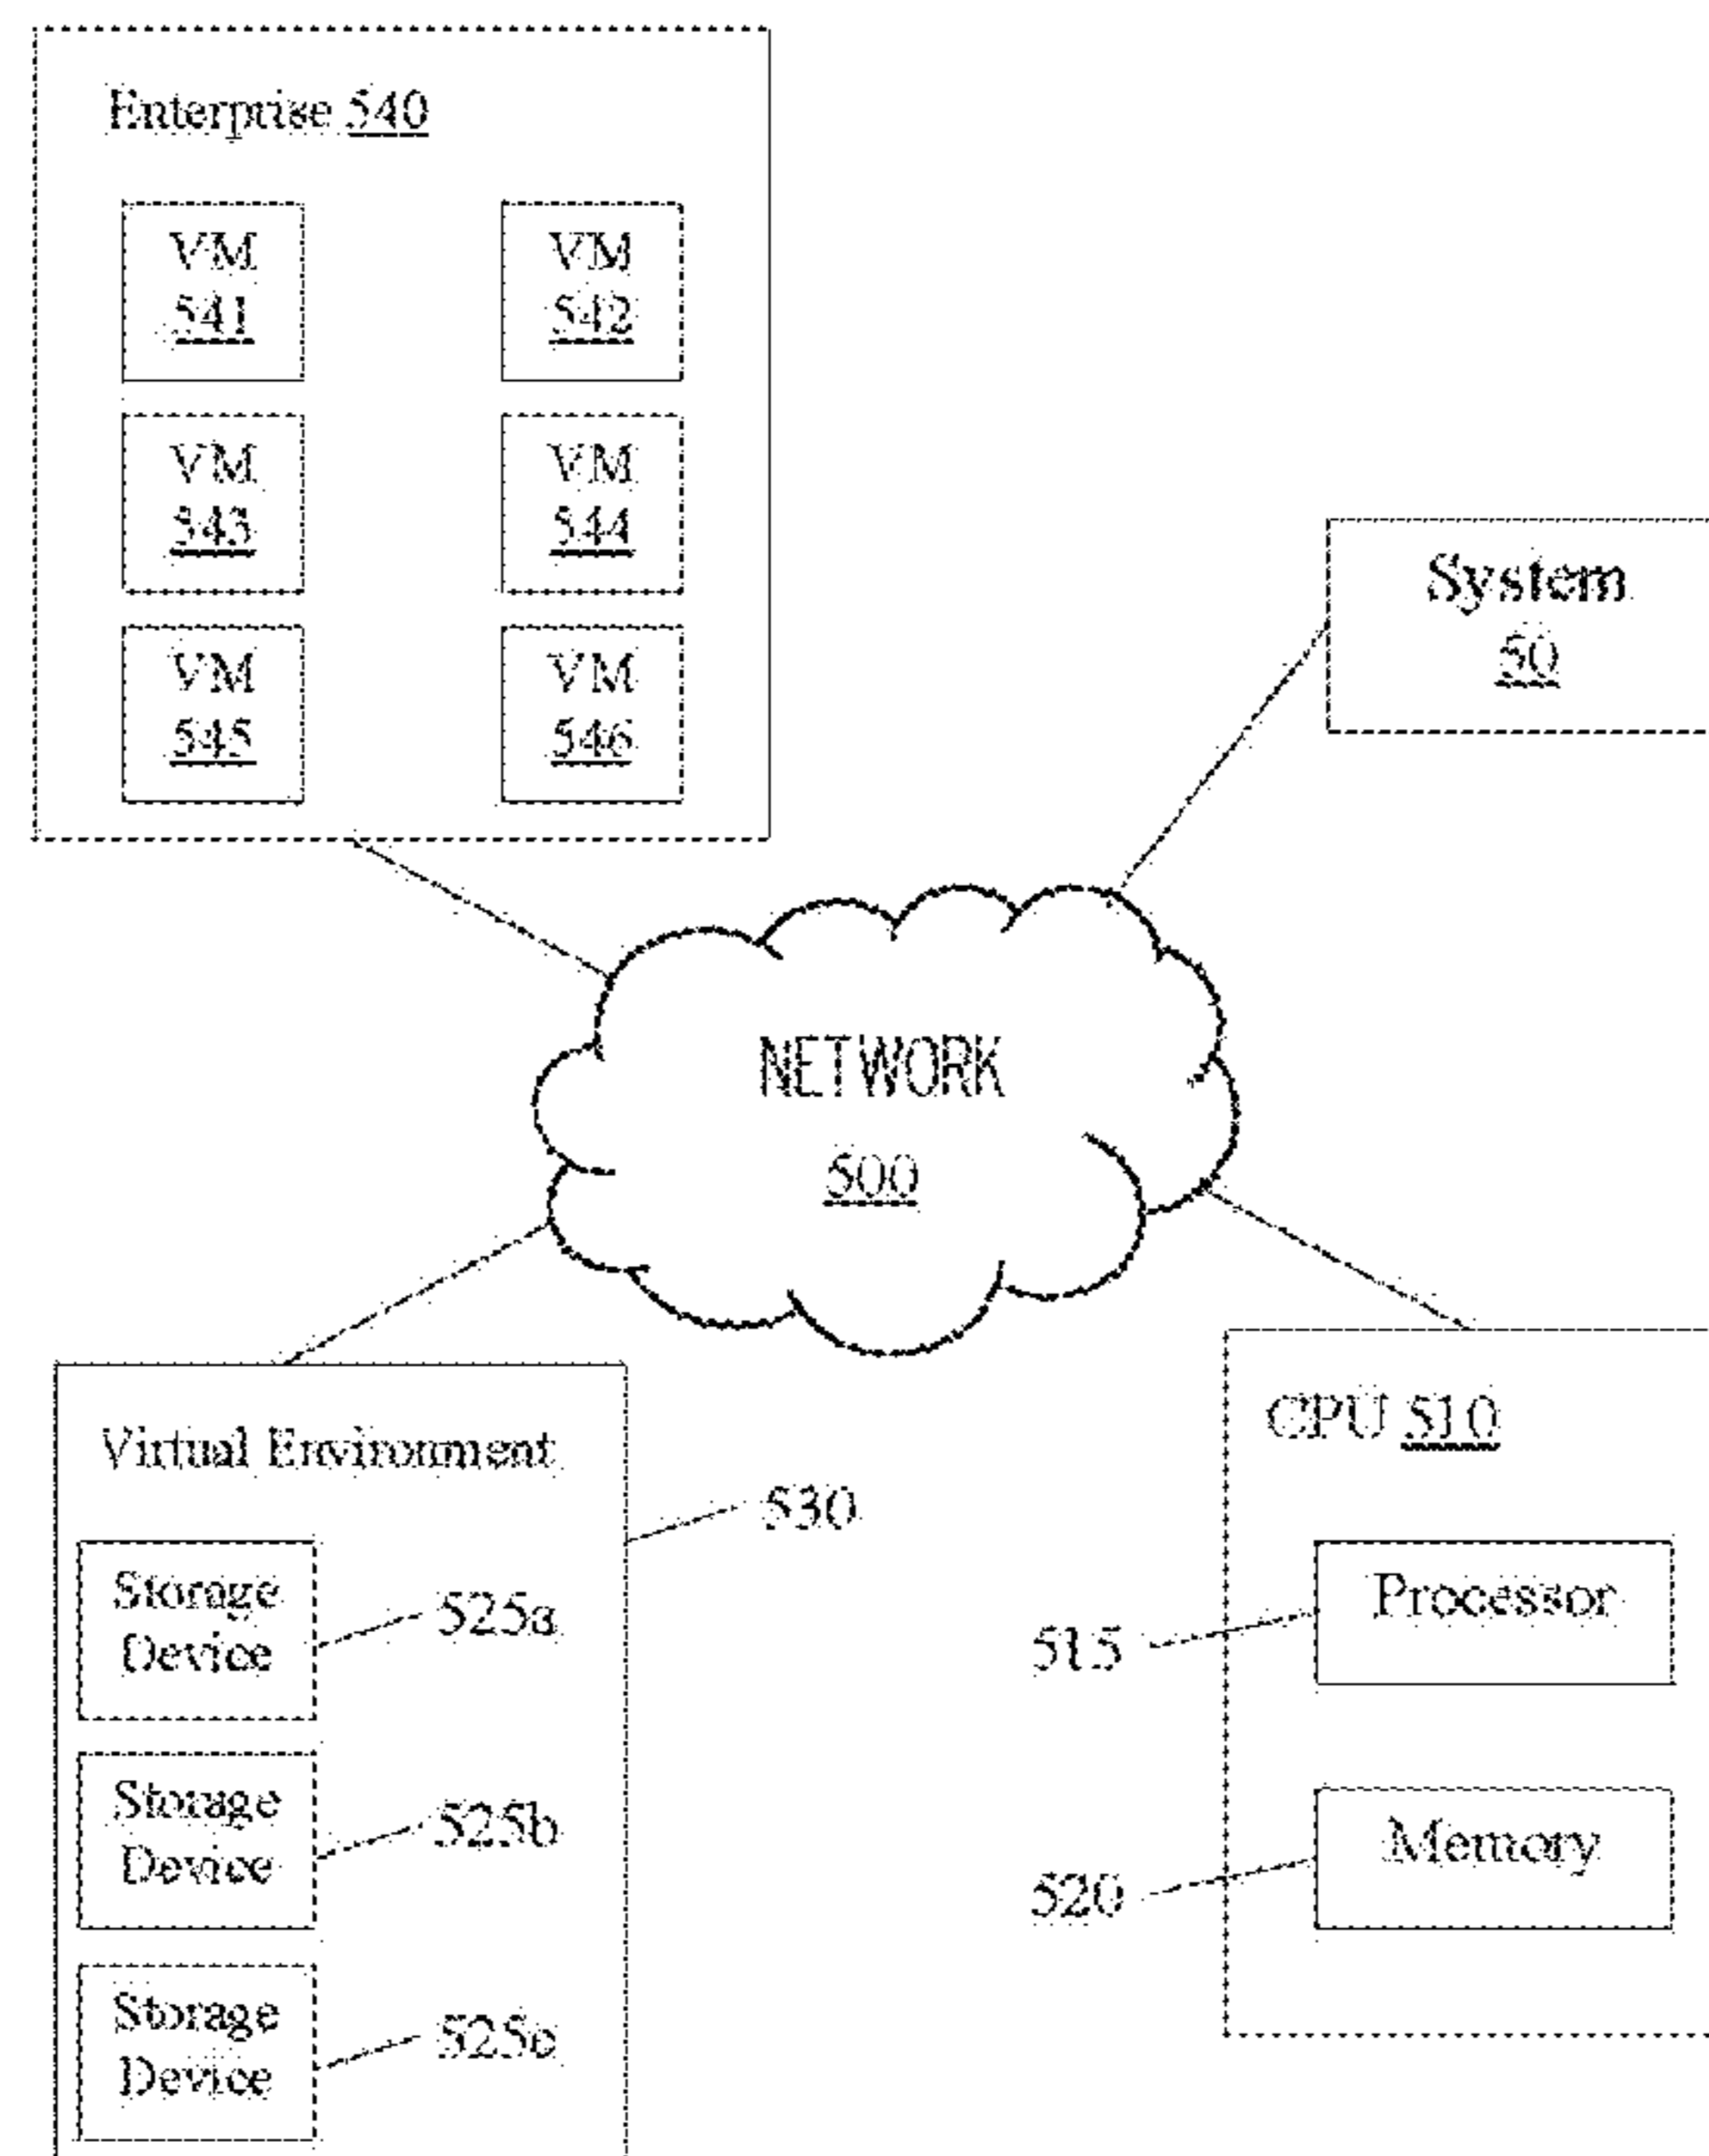 Enterprise 540
VM
541
VM
542
VM
543
VM
544
VM
545
VM
546
System
50
NETWORK
500
Virtual Environment
530
Storage
Device
525a
Storage
Device
525b
Storage
Device
525c
CPU 510
Processor
515
Memory
520